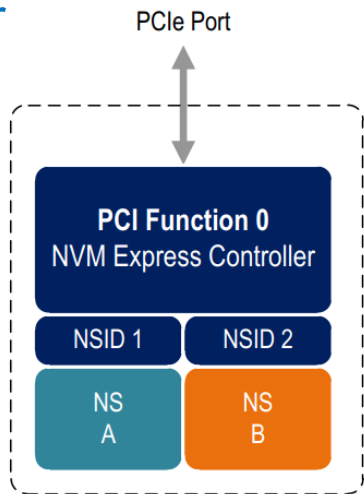 PCIe Port
PCI Function 0
NVM Express Controller
NSID 1
NSID 2
NS
A
NS
B